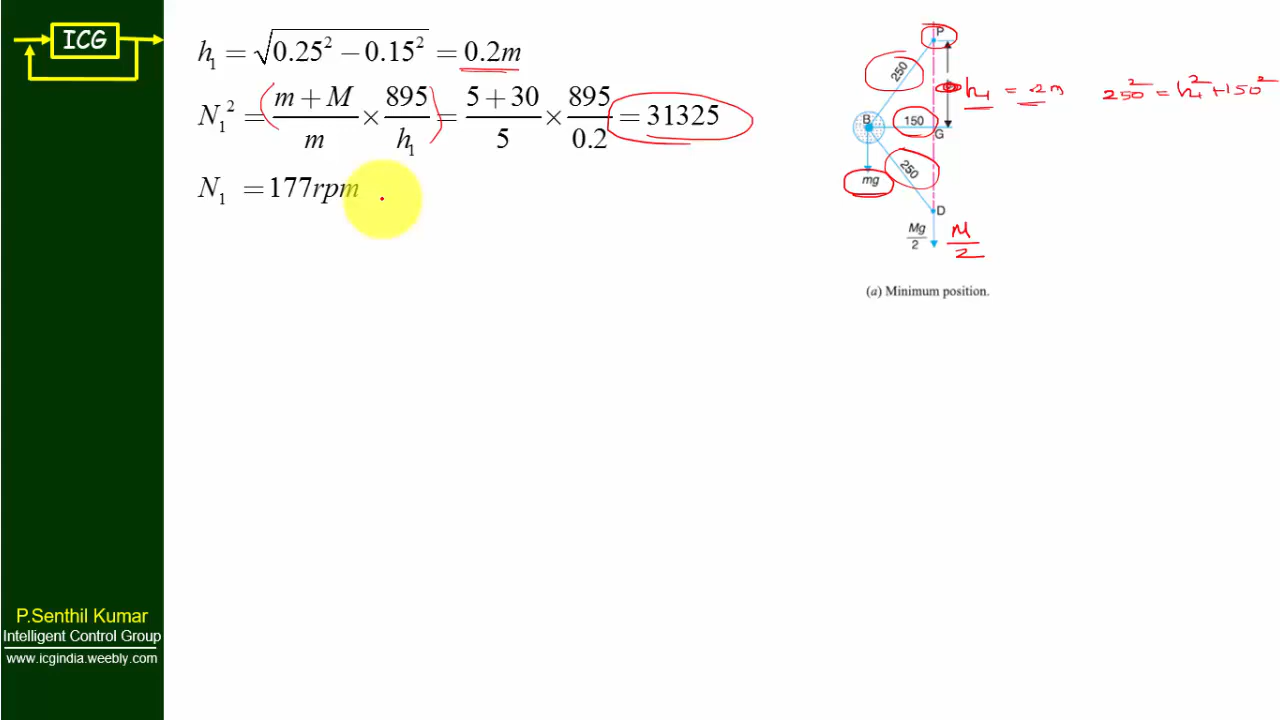 ICG
h₁ = √0.25² − 0.15² = 0.2m
N₁² = (m + M / m × 895 / h₁) = 5 + 30 / 5 × 895 / 0.2 = 31325
N₁ = 177rpm
P
250
h₁ = .2m
250² = h₁² + 150²
B
150
G
250
mg
D
Mg / 2
M / 2
(a) Minimum position.
P.Senthil Kumar
Intelligent Control Group
www.icgindia.weebly.com